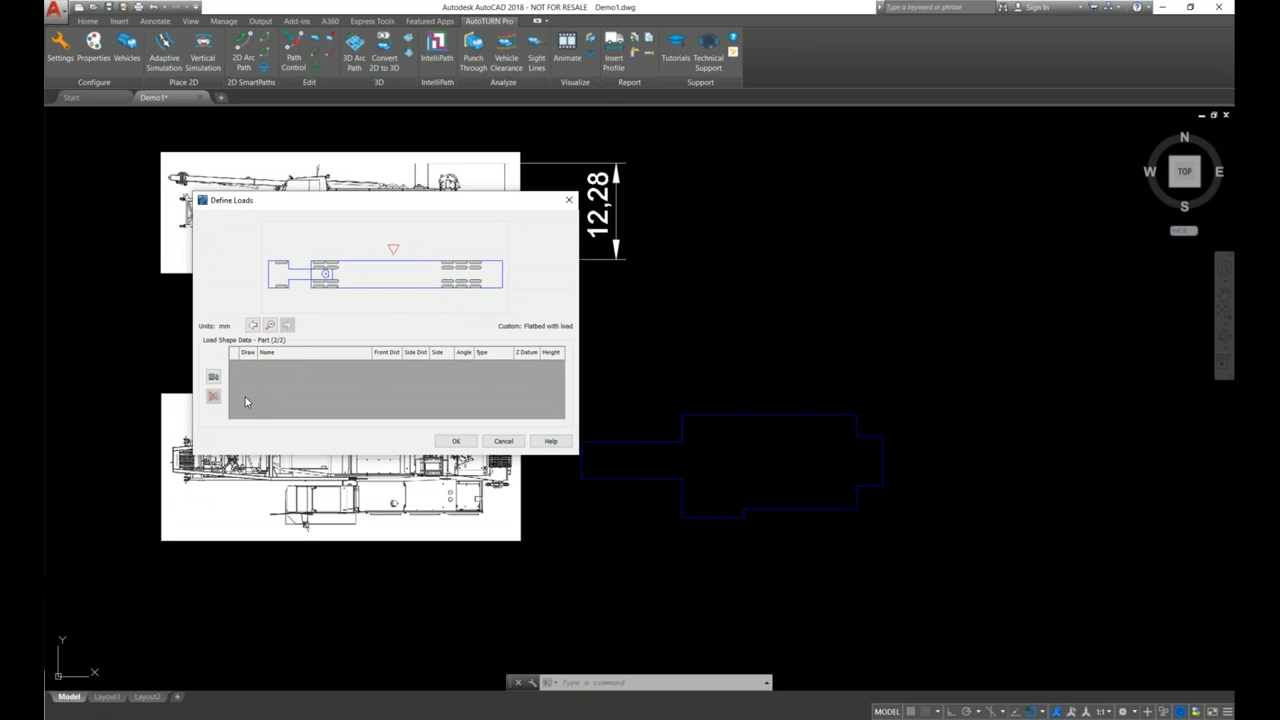 Autodesk AutoCAD 2018 - NOT FOR RESALE Demo1.dwg
Type a keyword or phrase
Sign In
Home Insert Annotate View Manage Output Add-ins A360 Express Tools Featured Apps AutoTURN Pro
Settings Properties Vehicles Adaptive Simulation Vertical Simulation 2D Arc Path Path Control 3D Arc Path Convert 2D to 3D IntelliPath Punch Through Vehicle Clearance Sight Lines Animate Insert Profile Tutorials Technical Support
Configure Place 2D 2D SmartPaths Edit 3D IntelliPath Analyze Visualize Report Support
Start Demo1*
N
W TOP E
S
WCS
12,28
Define Loads
Units: mm
Custom: Flatbed with load
Load Shape Data - Part (2/2)
Draw Name Front Dist Side Dist Side Angle Type Z Datum Height
OK Cancel Help
Y
X
Type a command
Model Layout1 Layout2 +
MODEL 1:1